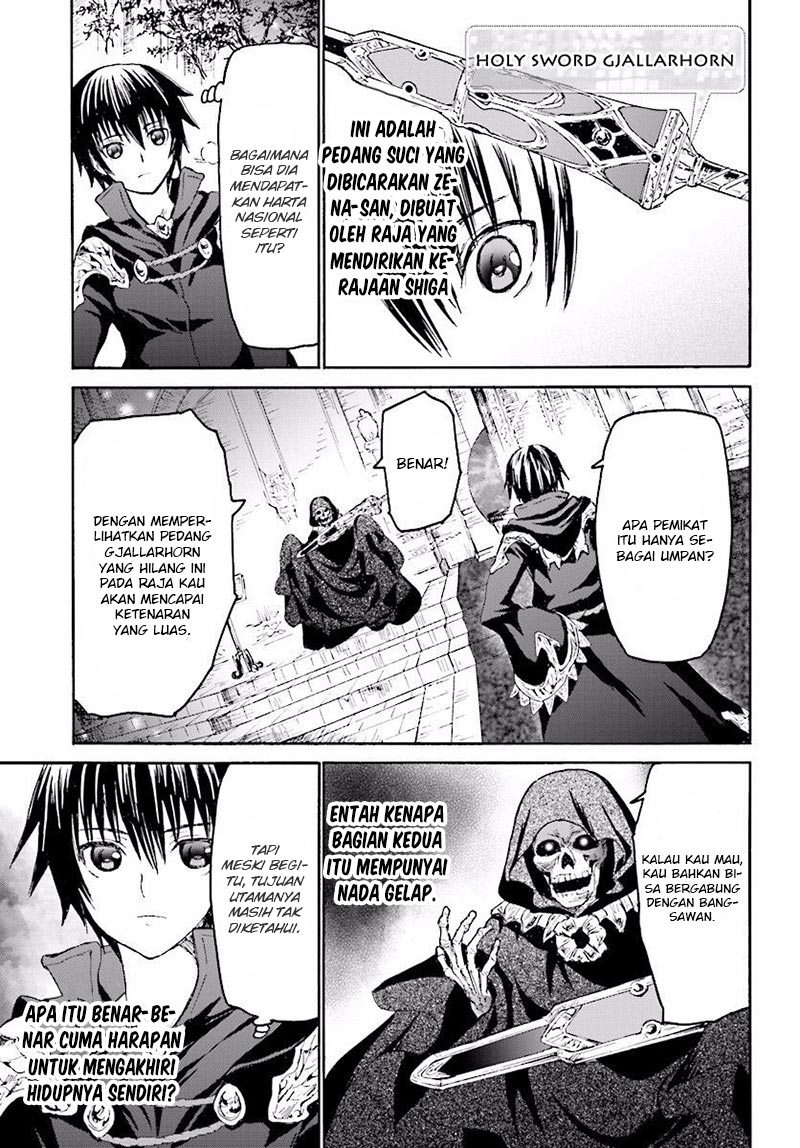 HOLY SWORD GJALLARHORN
INI ADALAH
PEDANG SUCI YANG
DIBICARAKAN ZE-
NA-SAN, DIBUAT
OLEH RAJA YANG
MENDIRIKAN KE-
RAJAAN SHIGA
BAGAIMANA
BISA DIA
MENDAPAT-
KAN HARTA
NASIONAL
SEPERTI
ITU?
APA PEMIKAT
ITU HANYA SE-
BAGAI UMPAN?
BENAR!
DENGAN MEMPER-
LIHATKAN PEDANG
GJALLARHORN
YANG HILANG INI
PADA RAJA KAU
AKAN MENCAPAI
KETENARAN
YANG LUAS.
KALAU KAU MAU,
KAU BAHKAN BI-
SA BERGABUNG
DENGAN BANG-
SAWAN.
ENTAH KENAPA
BAGIAN KEDUA
ITU MEMPUNYAI
NADA GELAP.
TAPI
MESKI BEGI-
TU, TUJUAN
UTAMANYA
MASIH TAK
DIKETAHUI.
APA ITU BENAR-BE-
NAR CUMA HARAPAN
UNTUK MENGAKHIRI
HIDUPNYA SENDIRI?